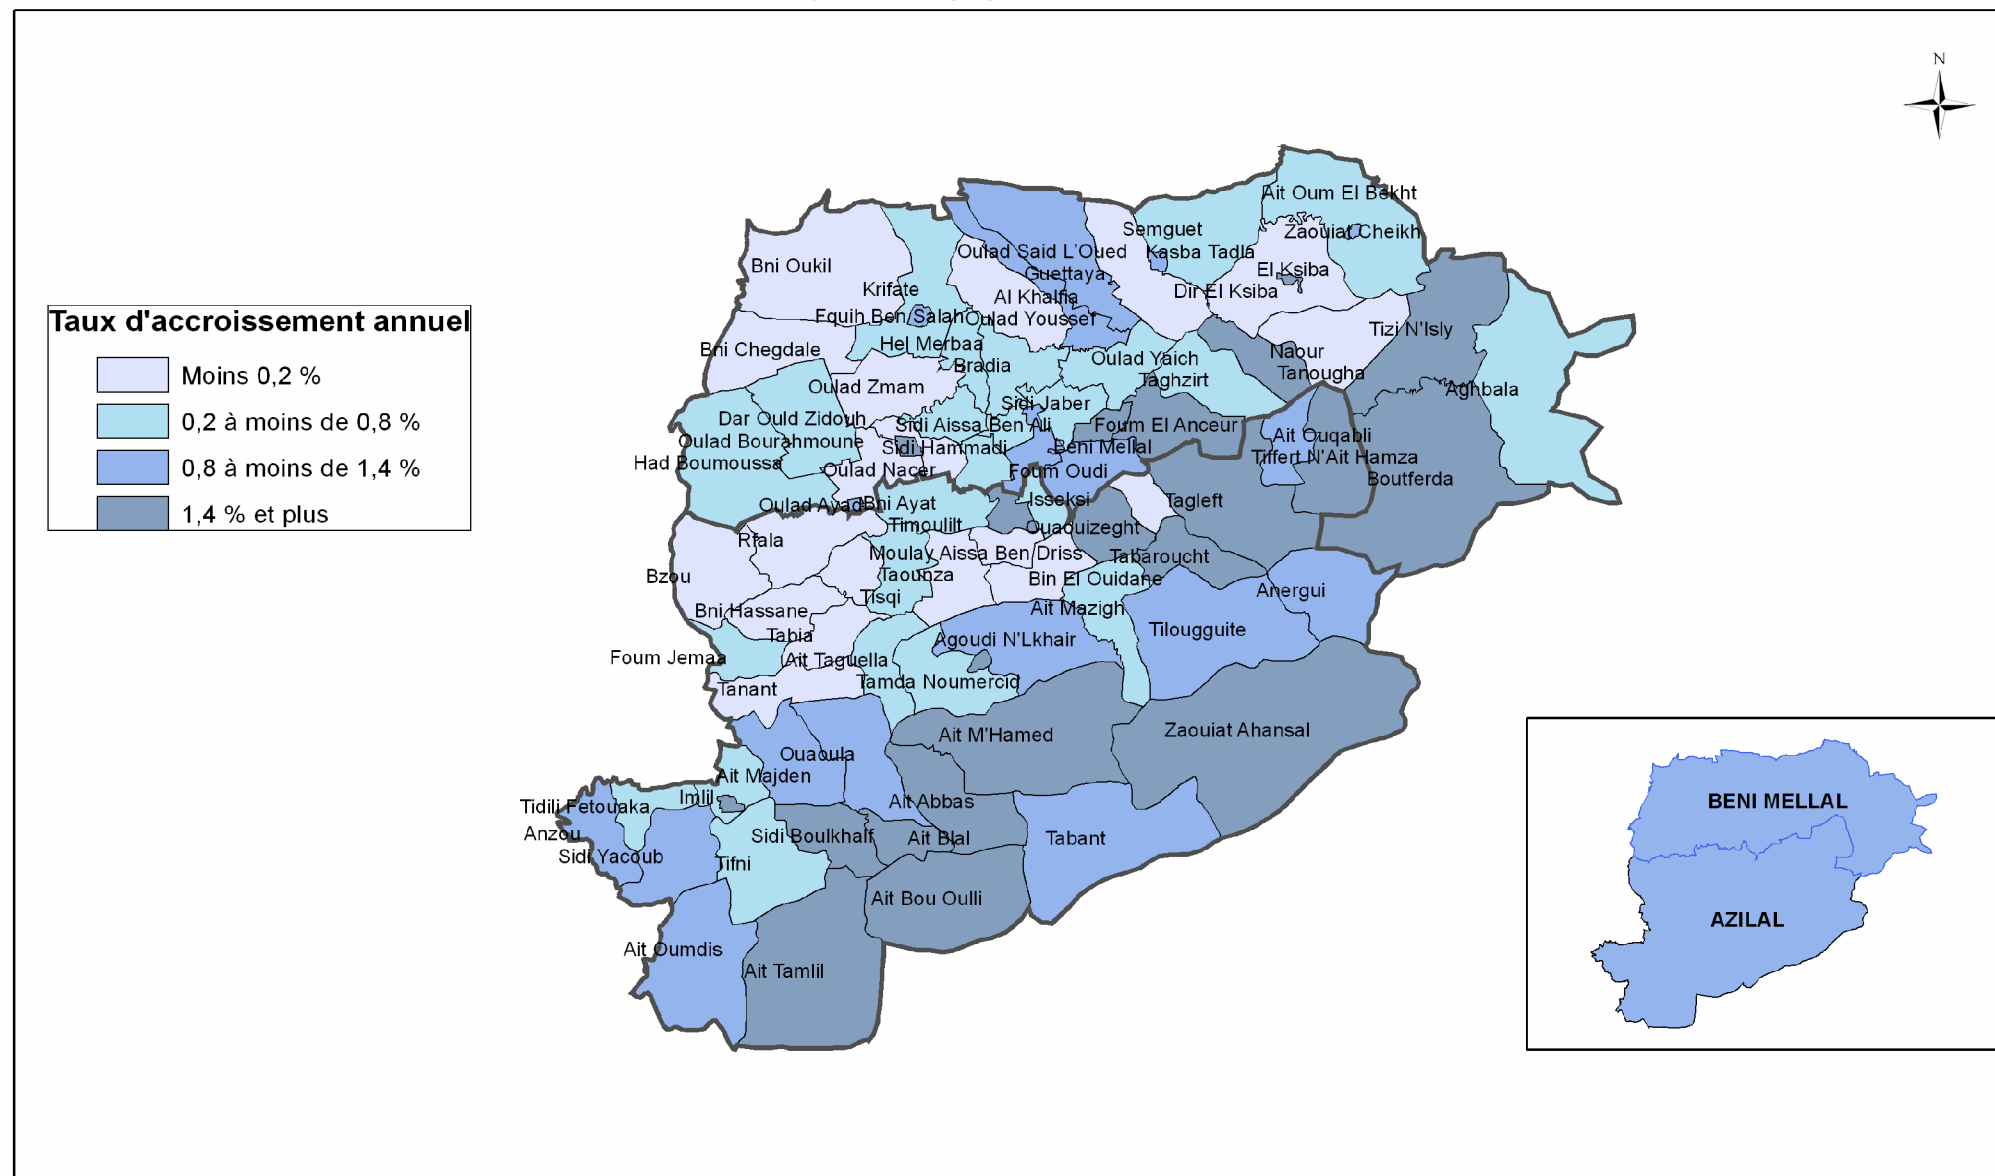 N
Ait Oum El Bekht
Semguet
Zaouiat Cheikh
Oulad Said L'Oued
Kasba Tadla
Bni Oukil
El Ksiba
Guettaya
Krifate
Al Khalfia
Dir El Ksiba
Fquih Ben Salah
Oulad Youssef
Tizi N'Isly
Hel Merbaa
Bni Chegdale
Naour
Oulad Yaich
Bradia
Tanougha
Taghzirt
Oulad Zmam
Aghbala
Sidi Jaber
Dar Ould Zidouh
Sidi Aissa Ben Ali
Foum El Anceur
Ait Ouqabli
Oulad Bourahmoune
Sidi Hammadi
Beni Mellal
Tiffert N'Ait Hamza
Had Boumoussa
Oulad Nacer
Foum Oudi
Boutferda
Oulad Ayad
Bni Ayat
Isseksi
Tagleft
Timoulilt
Ouaouizeght
Rfala
Moulay Aissa Ben Driss
Tabaroucht
Bzou
Taounza
Bin El Ouidane
Anergui
Tisqi
Bni Hassane
Ait Mazigh
Tabia
Agoudi N'Lkhair
Tilougguite
Foum Jemaa
Ait Taguella
Tanant
Tamda Noumercid
Ait M'Hamed
Zaouiat Ahansal
Ouaoula
Ait Majden
Imlil
Ait Abbas
Tidili Fetouaka
Anzou
Sidi Boulkhalf
Ait Blal
Tabant
Sidi Yacoub
Tifni
Ait Bou Oulli
Ait Oumdis
Ait Tamlil
Taux d'accroissement annuel
Moins 0,2 %
0,2 à moins de 0,8 %
0,8 à moins de 1,4 %
1,4 % et plus
BENI MELLAL
AZILAL